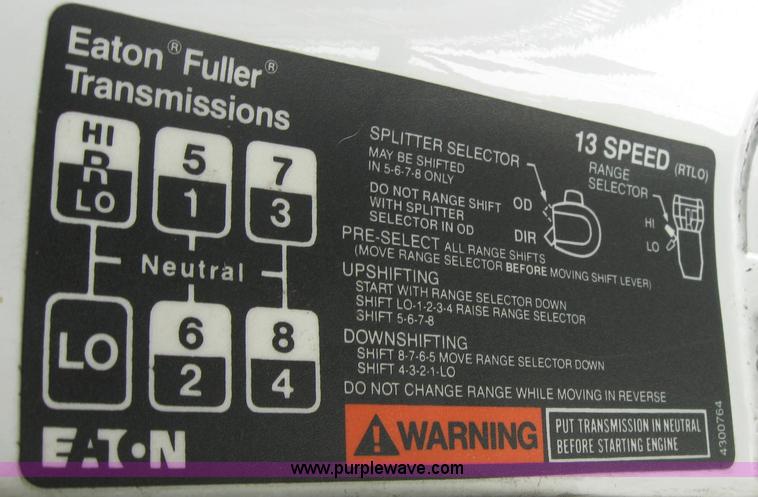 Eaton® Fuller®
Transmissions
HI
R
LO
5
1
7
3
Neutral
LO
6
2
8
4
EATON
13 SPEED (RTLO)
SPLITTER SELECTOR
MAY BE SHIFTED
IN 5-6-7-8 ONLY
DO NOT RANGE SHIFT
WITH SPLITTER
SELECTOR IN OD
OD
DIR
RANGE
SELECTOR
HI
LO
PRE-SELECT ALL RANGE SHIFTS
(MOVE RANGE SELECTOR BEFORE MOVING SHIFT LEVER)
UPSHIFTING
START WITH RANGE SELECTOR DOWN
SHIFT LO-1-2-3-4 RAISE RANGE SELECTOR
SHIFT 5-6-7-8
DOWNSHIFTING
SHIFT 8-7-6-5 MOVE RANGE SELECTOR DOWN
SHIFT 4-3-2-1-LO
DO NOT CHANGE RANGE WHILE MOVING IN REVERSE
WARNING
PUT TRANSMISSION IN NEUTRAL
BEFORE STARTING ENGINE
4300764
www.purplewave.com